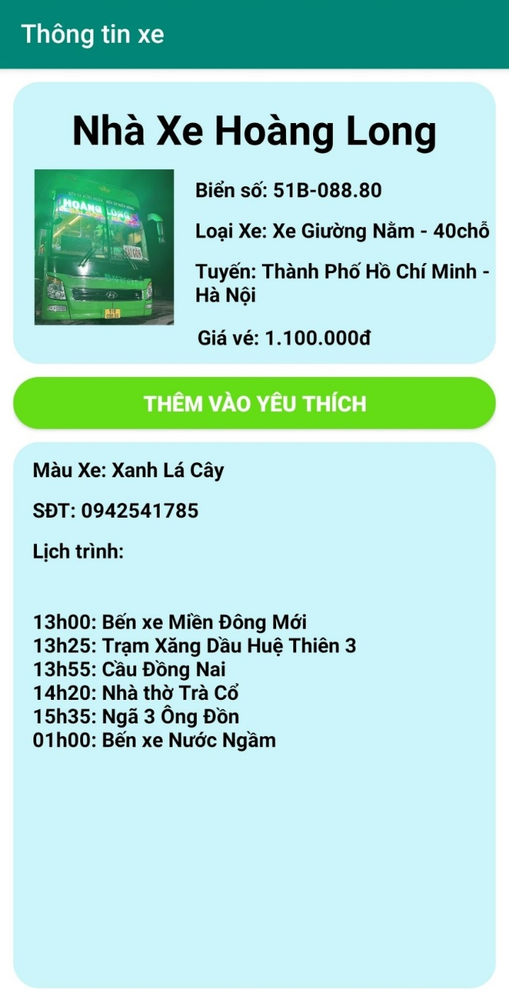 Thông tin xe
Nhà Xe Hoàng Long
HOÀNG LONG
SÀI GÒN
51B
Biển số: 51B-088.80
Loại Xe: Xe Giường Nằm - 40chỗ
Tuyến: Thành Phố Hồ Chí Minh -
Hà Nội
Giá vé: 1.100.000đ
THÊM VÀO YÊU THÍCH
Màu Xe: Xanh Lá Cây
SĐT: 0942541785
Lịch trình:
13h00: Bến xe Miền Đông Mới
13h25: Trạm Xăng Dầu Huệ Thiên 3
13h55: Cầu Đồng Nai
14h20: Nhà thờ Trà Cổ
15h35: Ngã 3 Ông Đồn
01h00: Bến xe Nước Ngầm